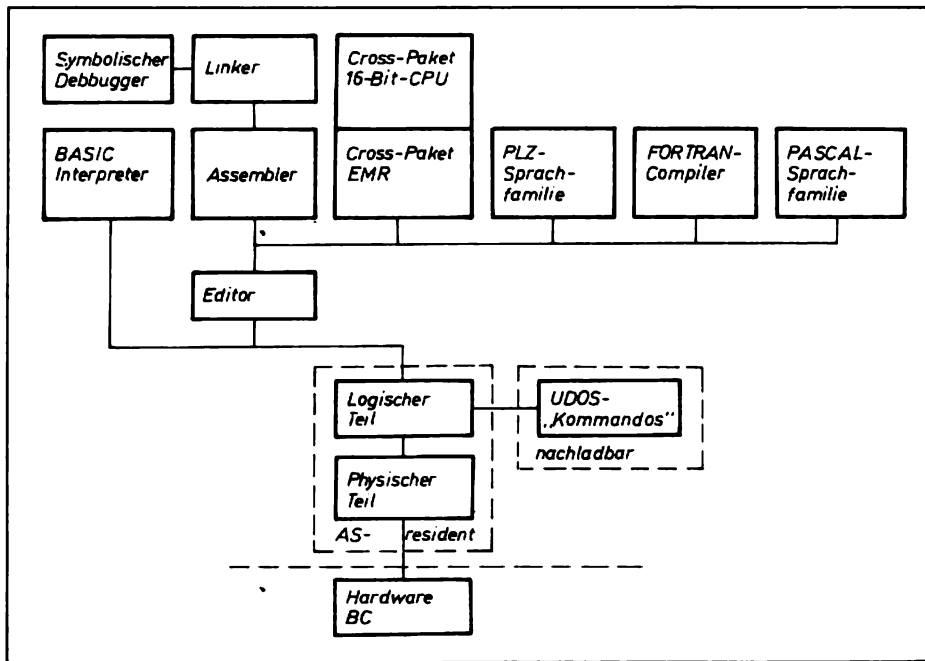 Symbolischer
Debbugger
Linker
Cross-Paket
16-Bit-CPU
BASIC
Interpreter
Assembler
Cross-Paket
EMR
PLZ-
Sprach-
familie
FORTRAN-
Compiler
PASCAL-
Sprach-
familie
Editor
Logischer
Teil
UDOS-
„Kommandos"
nachladbar
Physischer
Teil
AS- resident
Hardware
BC